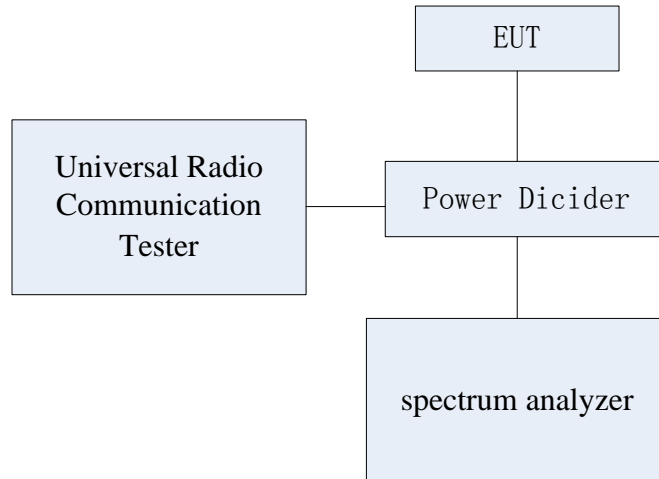 EUT
Universal Radio
Communication
Tester
Power Dicider
spectrum analyzer